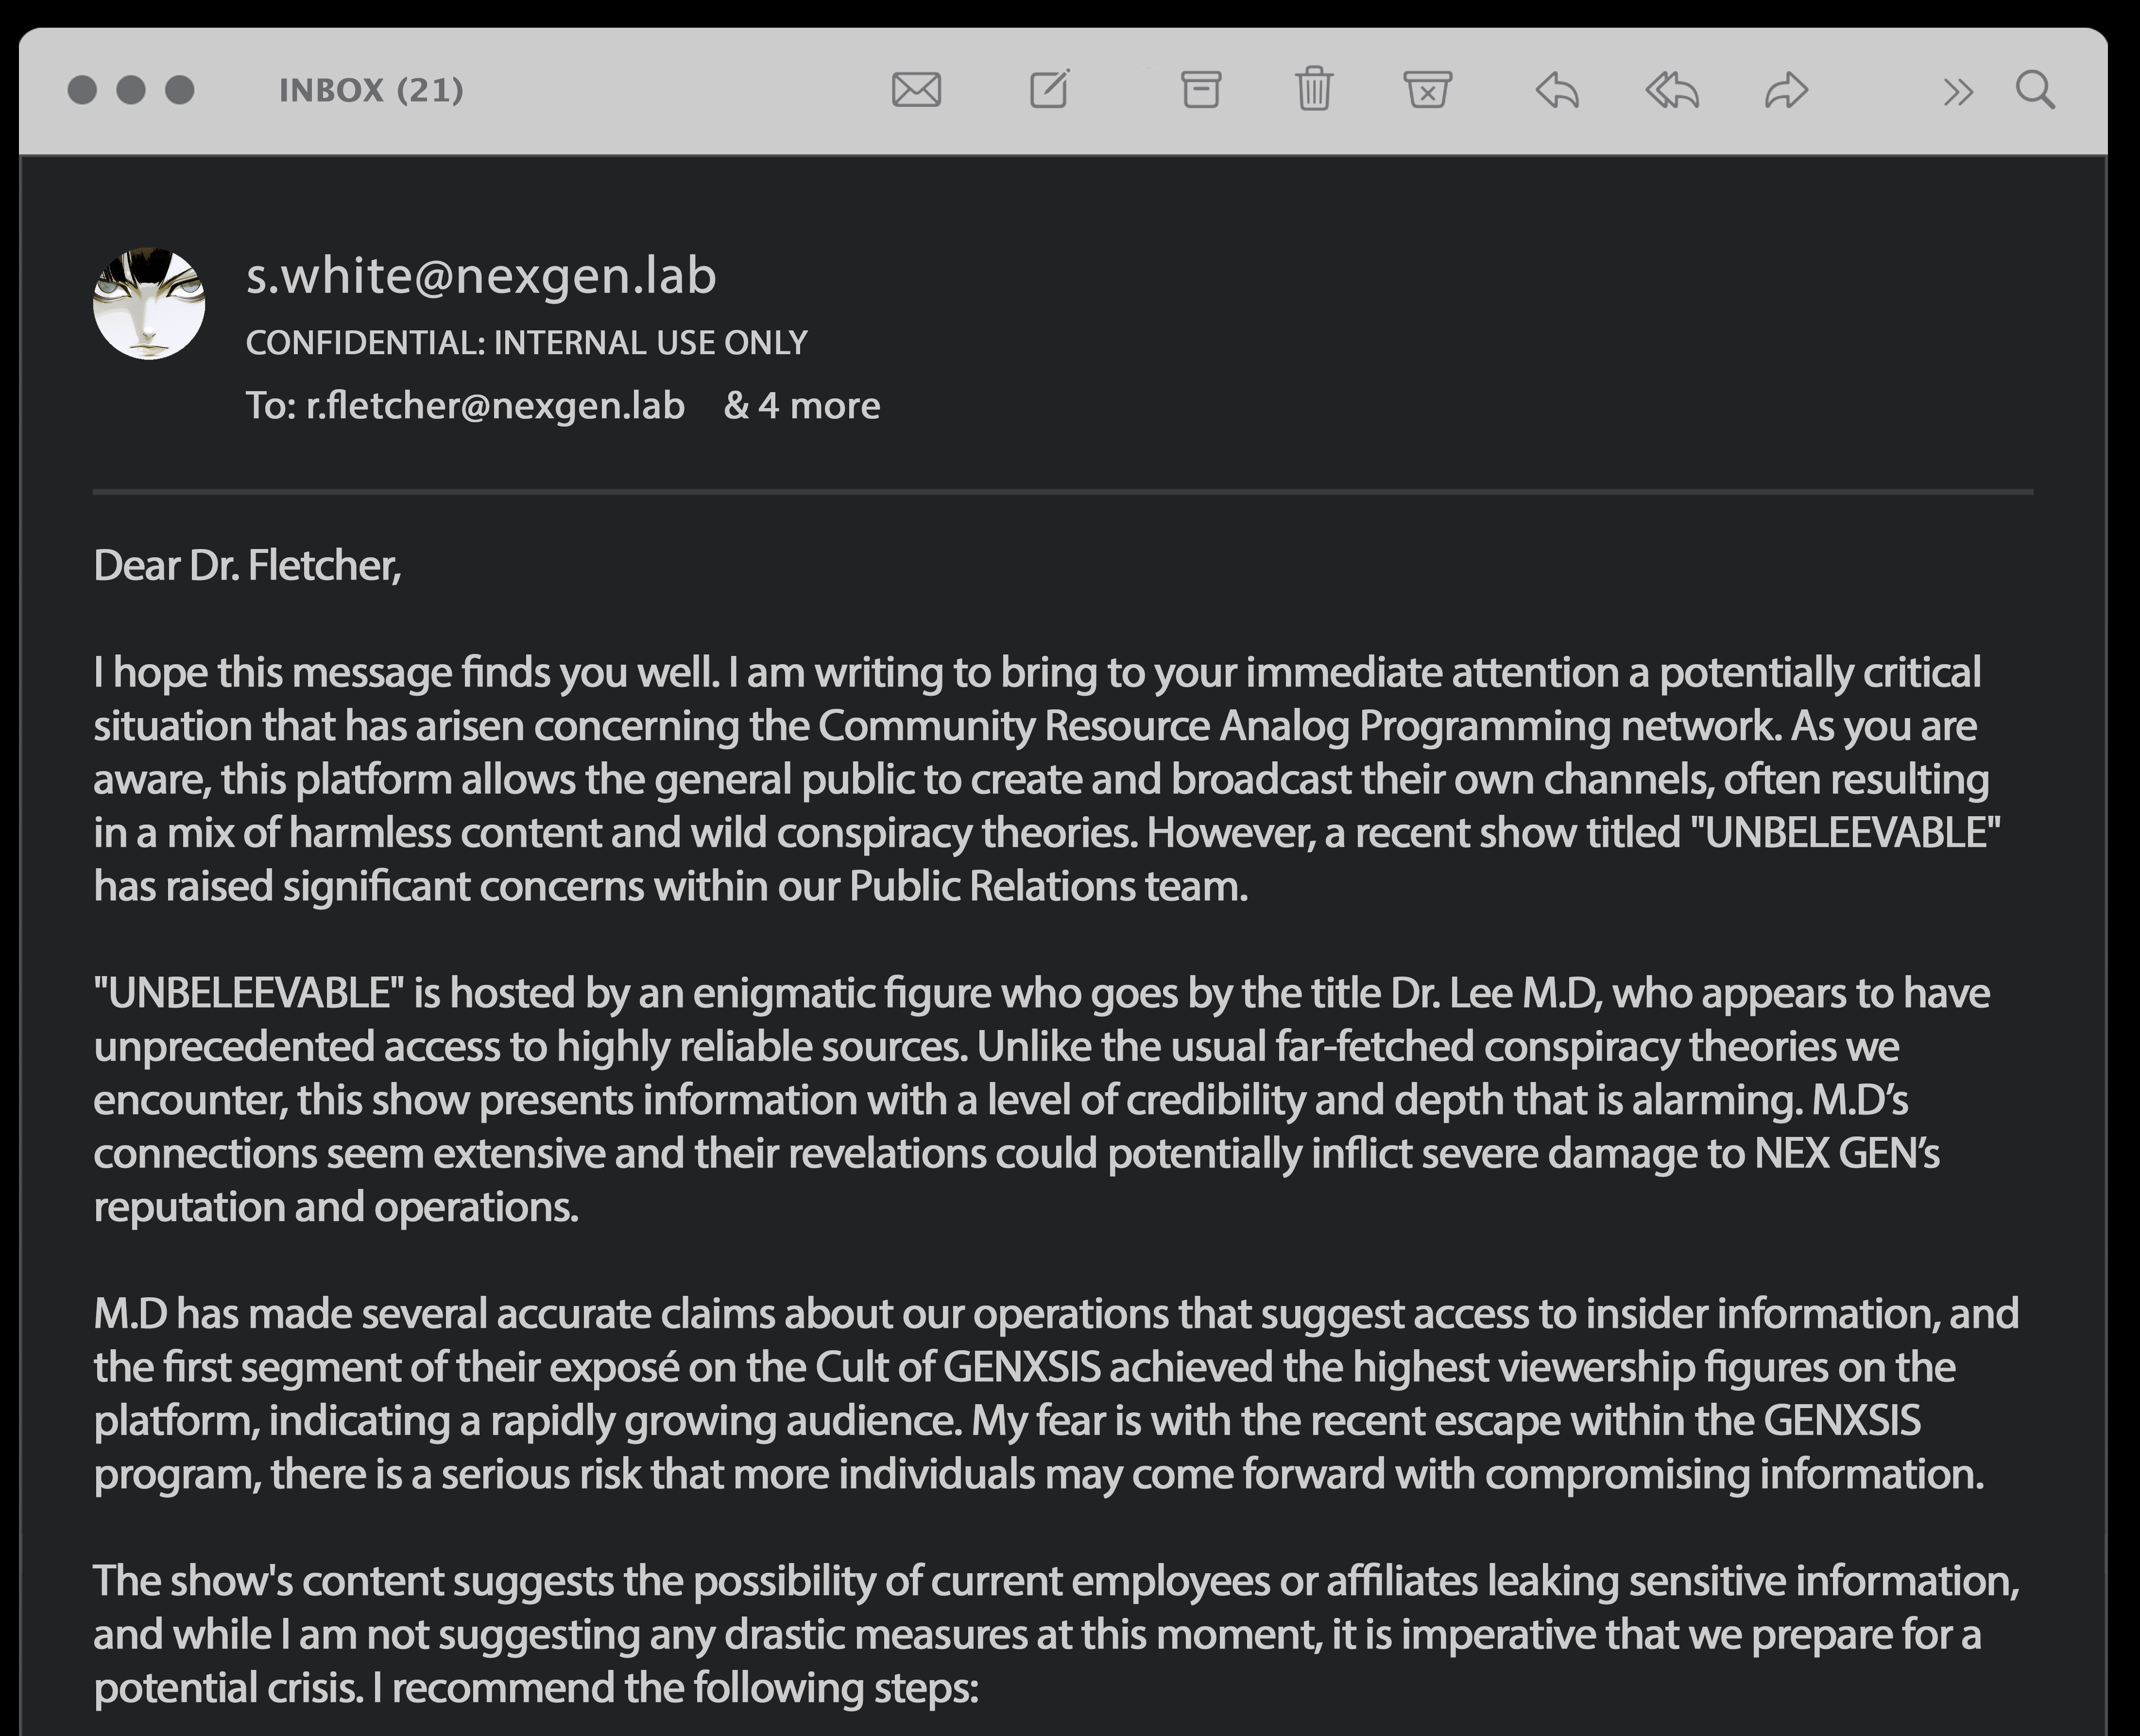 INBOX (21)
s.white@nexgen.lab
CONFIDENTIAL: INTERNAL USE ONLY
To: r.fletcher@nexgen.lab & 4 more
Dear Dr. Fletcher,
I hope this message finds you well. I am writing to bring to your immediate attention a potentially critical
situation that has arisen concerning the Community Resource Analog Programming network. As you are
aware, this platform allows the general public to create and broadcast their own channels, often resulting
in a mix of harmless content and wild conspiracy theories. However, a recent show titled "UNBELEEVABLE"
has raised significant concerns within our Public Relations team.
"UNBELEEVABLE" is hosted by an enigmatic figure who goes by the title Dr. Lee M.D, who appears to have
unprecedented access to highly reliable sources. Unlike the usual far-fetched conspiracy theories we
encounter, this show presents information with a level of credibility and depth that is alarming. M.D’s
connections seem extensive and their revelations could potentially inflict severe damage to NEX GEN’s
reputation and operations.
M.D has made several accurate claims about our operations that suggest access to insider information, and
the first segment of their exposé on the Cult of GENXSIS achieved the highest viewership figures on the
platform, indicating a rapidly growing audience. My fear is with the recent escape within the GENXSIS
program, there is a serious risk that more individuals may come forward with compromising information.
The show's content suggests the possibility of current employees or affiliates leaking sensitive information,
and while I am not suggesting any drastic measures at this moment, it is imperative that we prepare for a
potential crisis. I recommend the following steps: